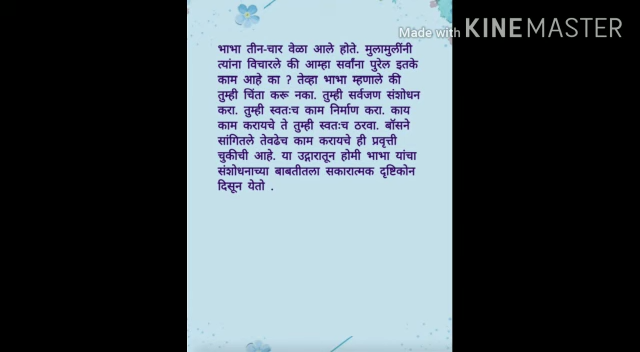 Made with KINEMASTER
भाभा तीन-चार वेळा आले होते. मुलामुलींनी
त्यांना विचारले की आम्हा सर्वांना पुरेल इतके
काम आहे का ? तेव्हा भाभा म्हणाले की
तुम्ही चिंता करू नका. तुम्ही सर्वजण संशोधन
करा. तुम्ही स्वतःच काम निर्माण करा. काय
काम करायचे ते तुम्ही स्वतःच ठरवा. बॉसने
सांगितले तेवढेच काम करायचे ही प्रवृत्ती
चुकीची आहे. या उद्गारातून होमी भाभा यांचा
संशोधनाच्या बाबतीतला सकारात्मक दृष्टिकोन
दिसून येतो .